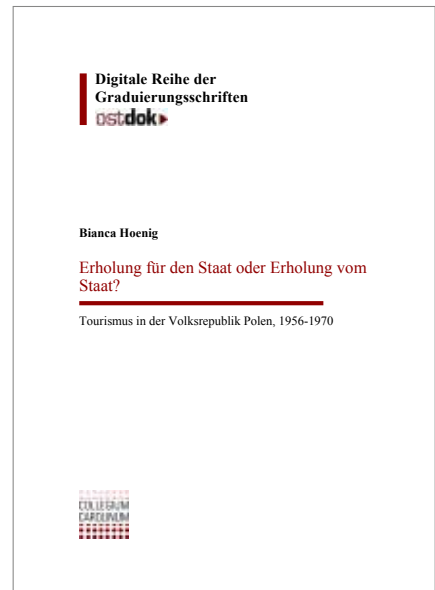 Digitale Reihe der
Graduierungsschriften
ostdok
Bianca Hoenig
Erholung für den Staat oder Erholung vom
Staat?
Tourismus in der Volksrepublik Polen, 1956-1970
COLLEGIUM
CAROLINUM